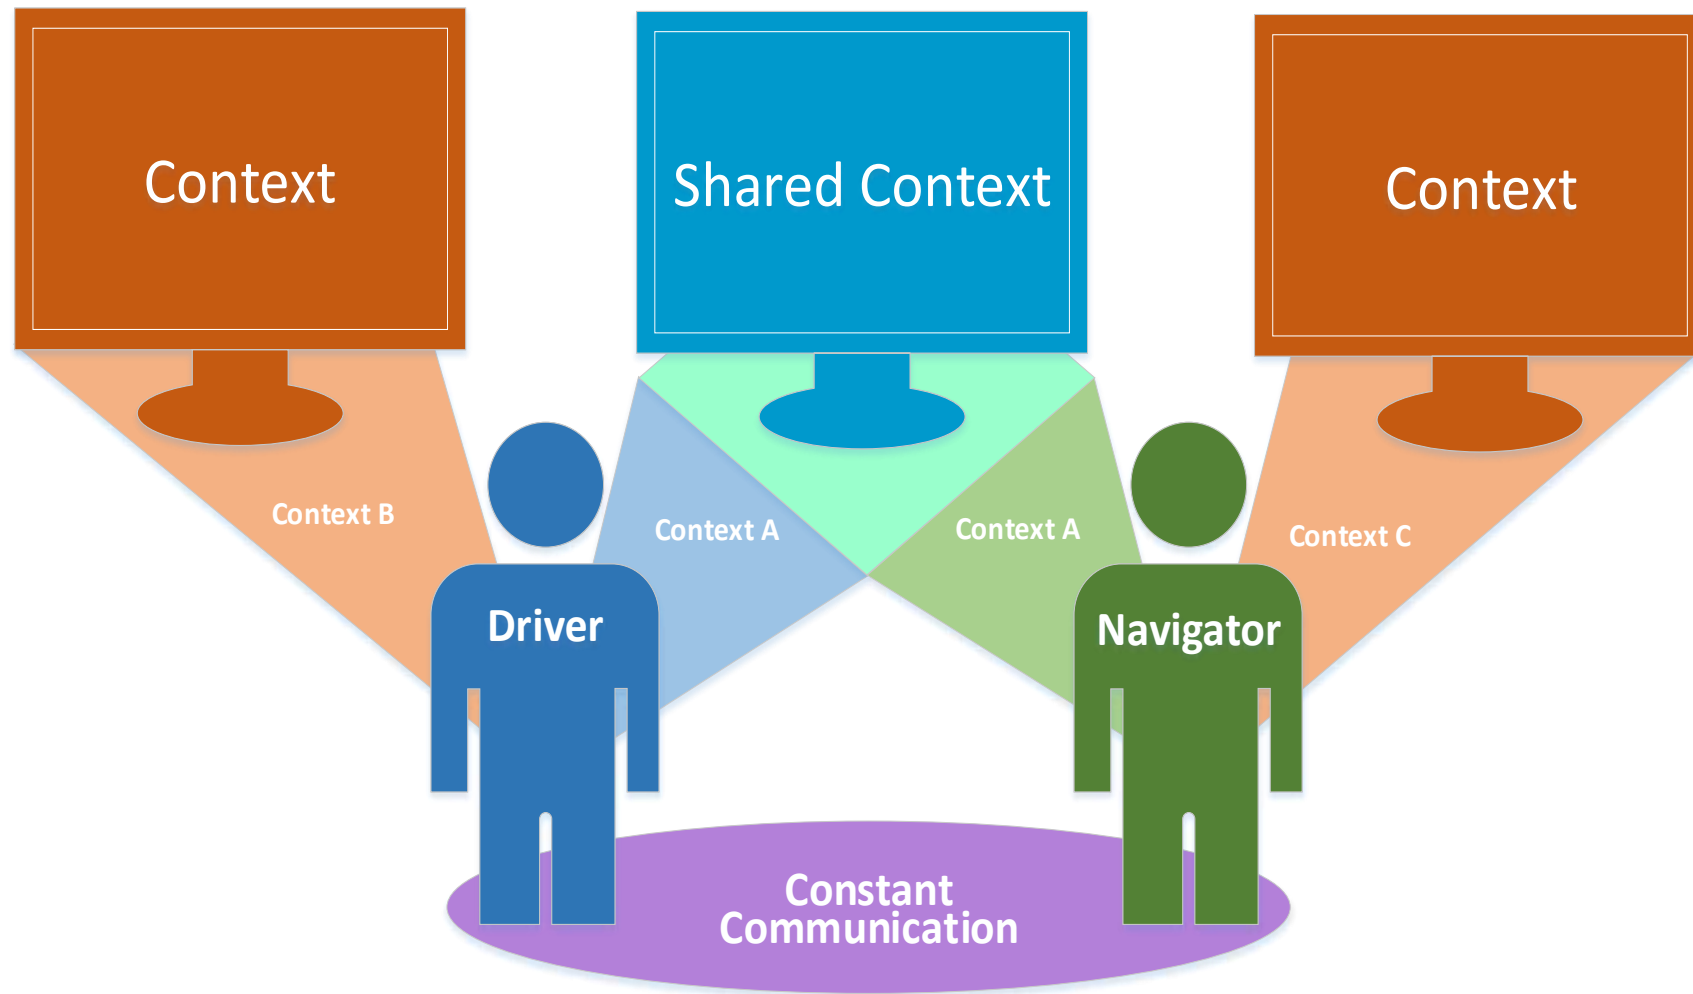 Context
Shared Context
Context
Context B
Context A
Context A
Context C
Driver
Navigator
Constant
Communication